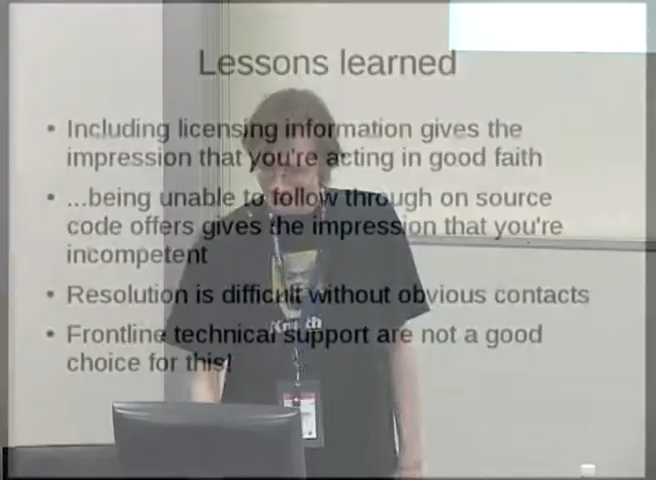 Lessons learned
• Including licensing information gives the
impression that you're acting in good faith
• ...being unable to follow through on source
code offers gives the impression that you're
incompetent
• Resolution is difficult without obvious contacts
• Frontline technical support are not a good
choice for this!